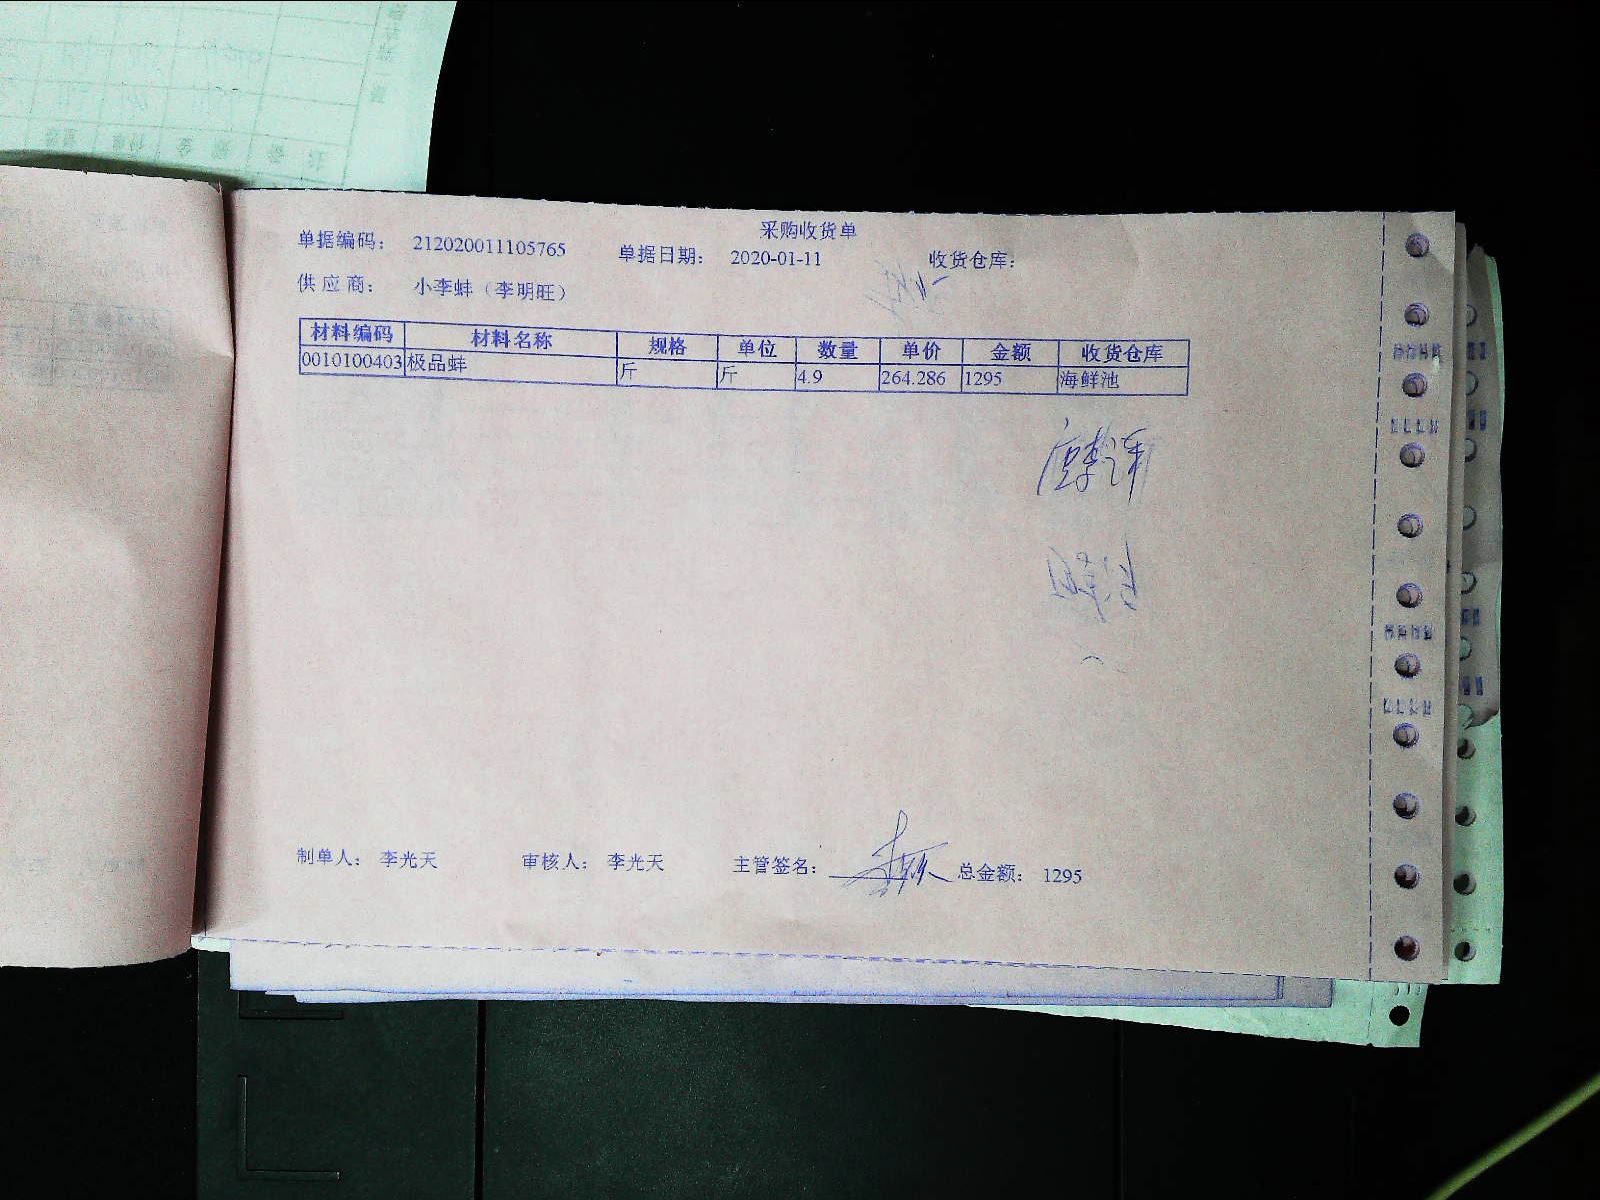 采购收货单
单据编码： 212020011105765 单据日期： 2020-01-11 收货仓库：
供应商： 小李蚌（李明旺）
材料编码 材料名称 规格 单位 数量 单价 金额 收货仓库
0010100403 极品蚌 斤 斤 4.9 264.286 1295 海鲜池
制单人： 李光天 审核人： 李光天 主管签名： 总金额： 1295